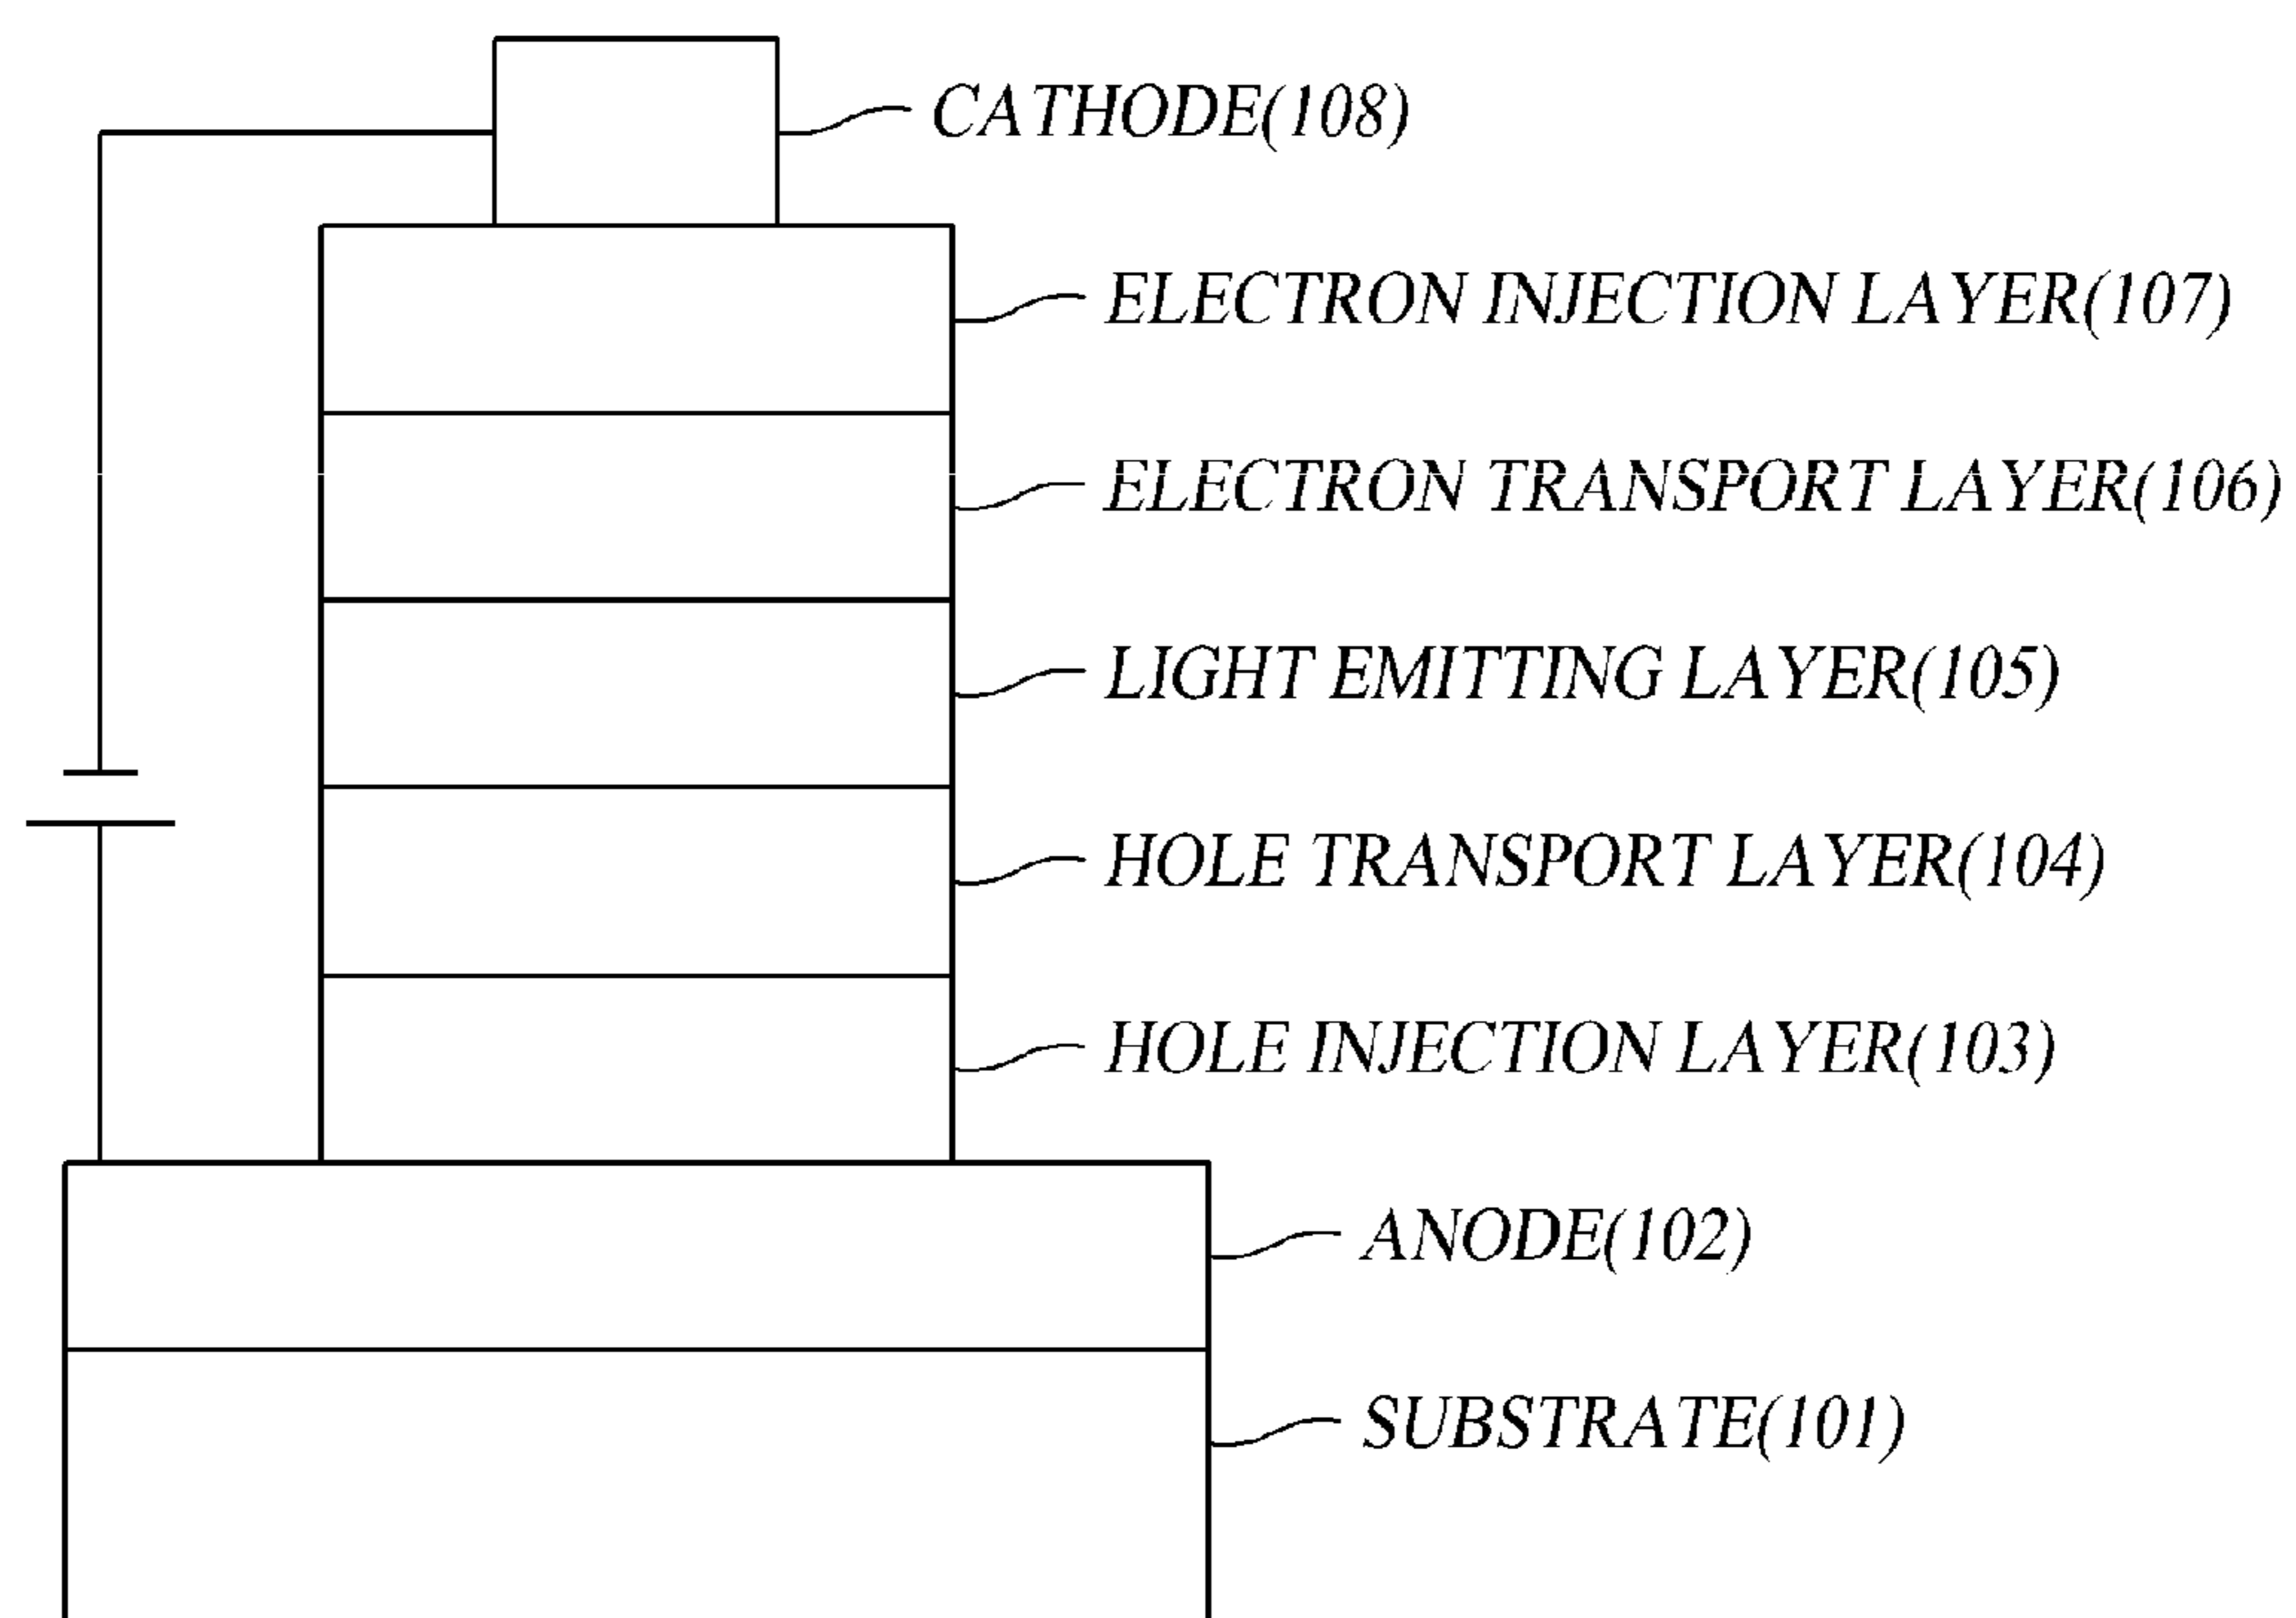 CATHODE(108)
ELECTRON INJECTION LAYER(107)
ELECTRON TRANSPORT LAYER(106)
LIGHT EMITTING LAYER(105)
HOLE TRANSPORT LAYER(104)
HOLE INJECTION LAYER(103)
ANODE(102)
SUBSTRATE(101)